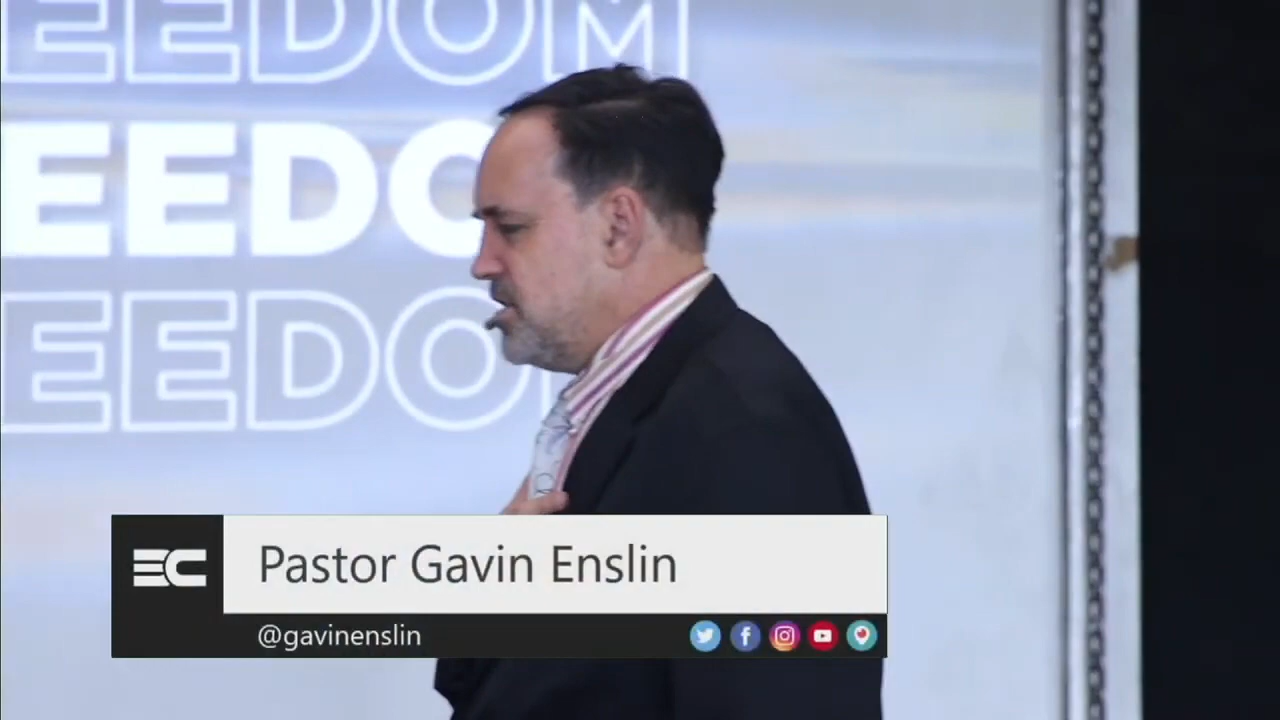 EEDOM
EEDO
EEDO
EC
Pastor Gavin Enslin
@gavinenslin